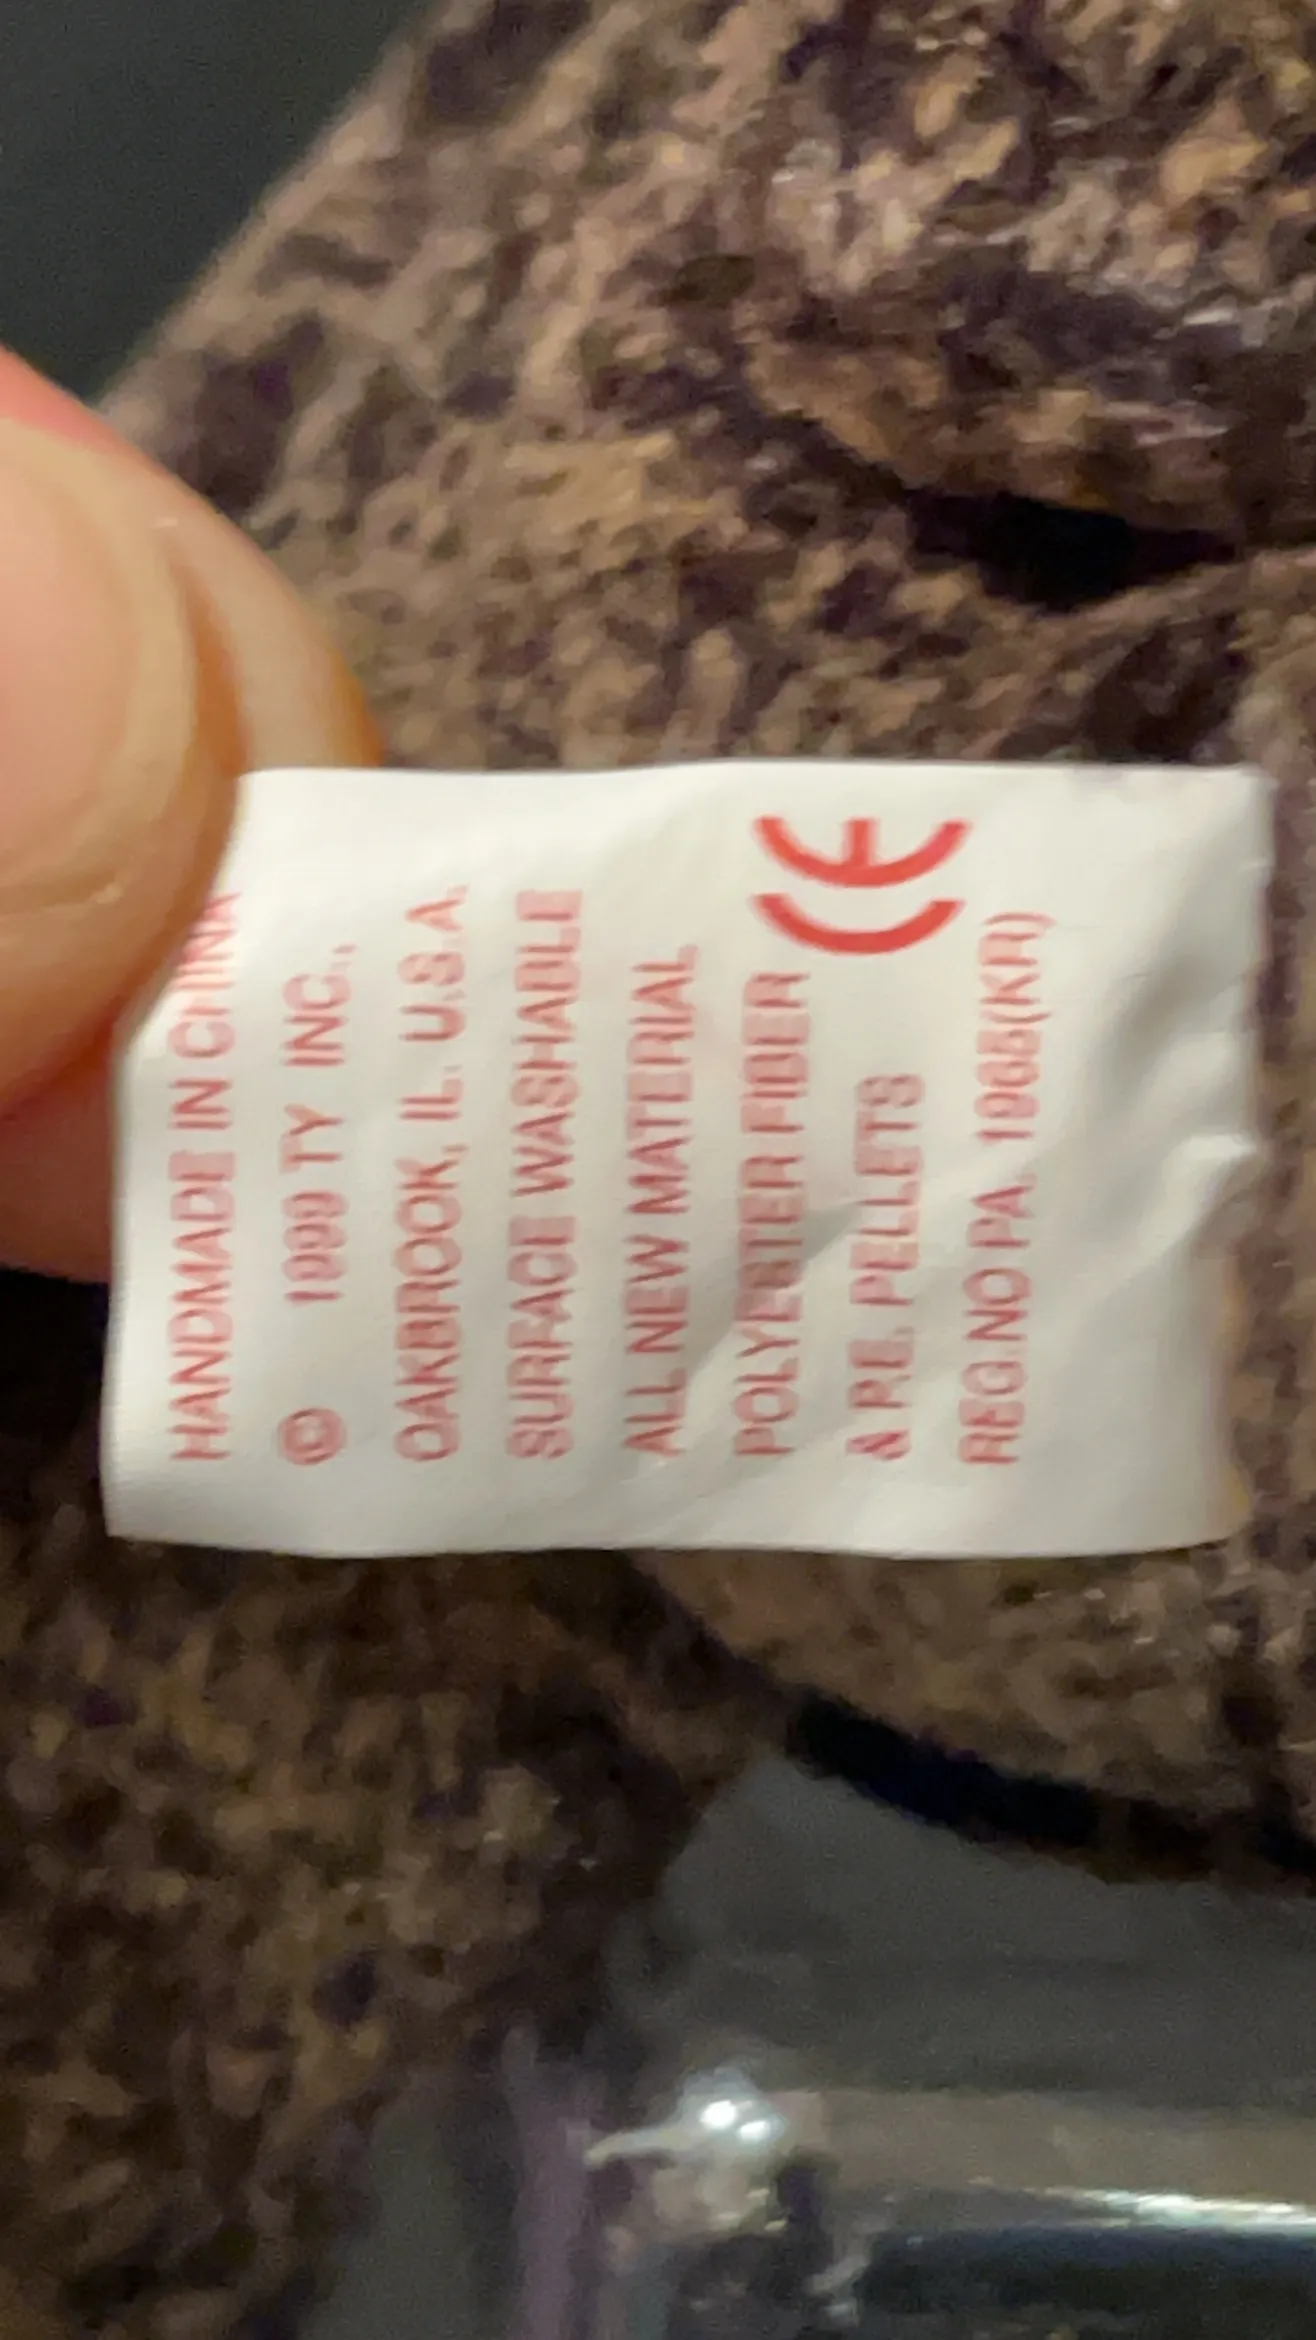 HANDMADE IN CHINA
© 1999 TY INC.,
OAKBROOK, IL. U.S.A.
SURFACE WASHABLE
ALL NEW MATERIAL
POLYESTER FIBER
& P.E. PELLETS CE
REG.NO PA. 1965(KR)